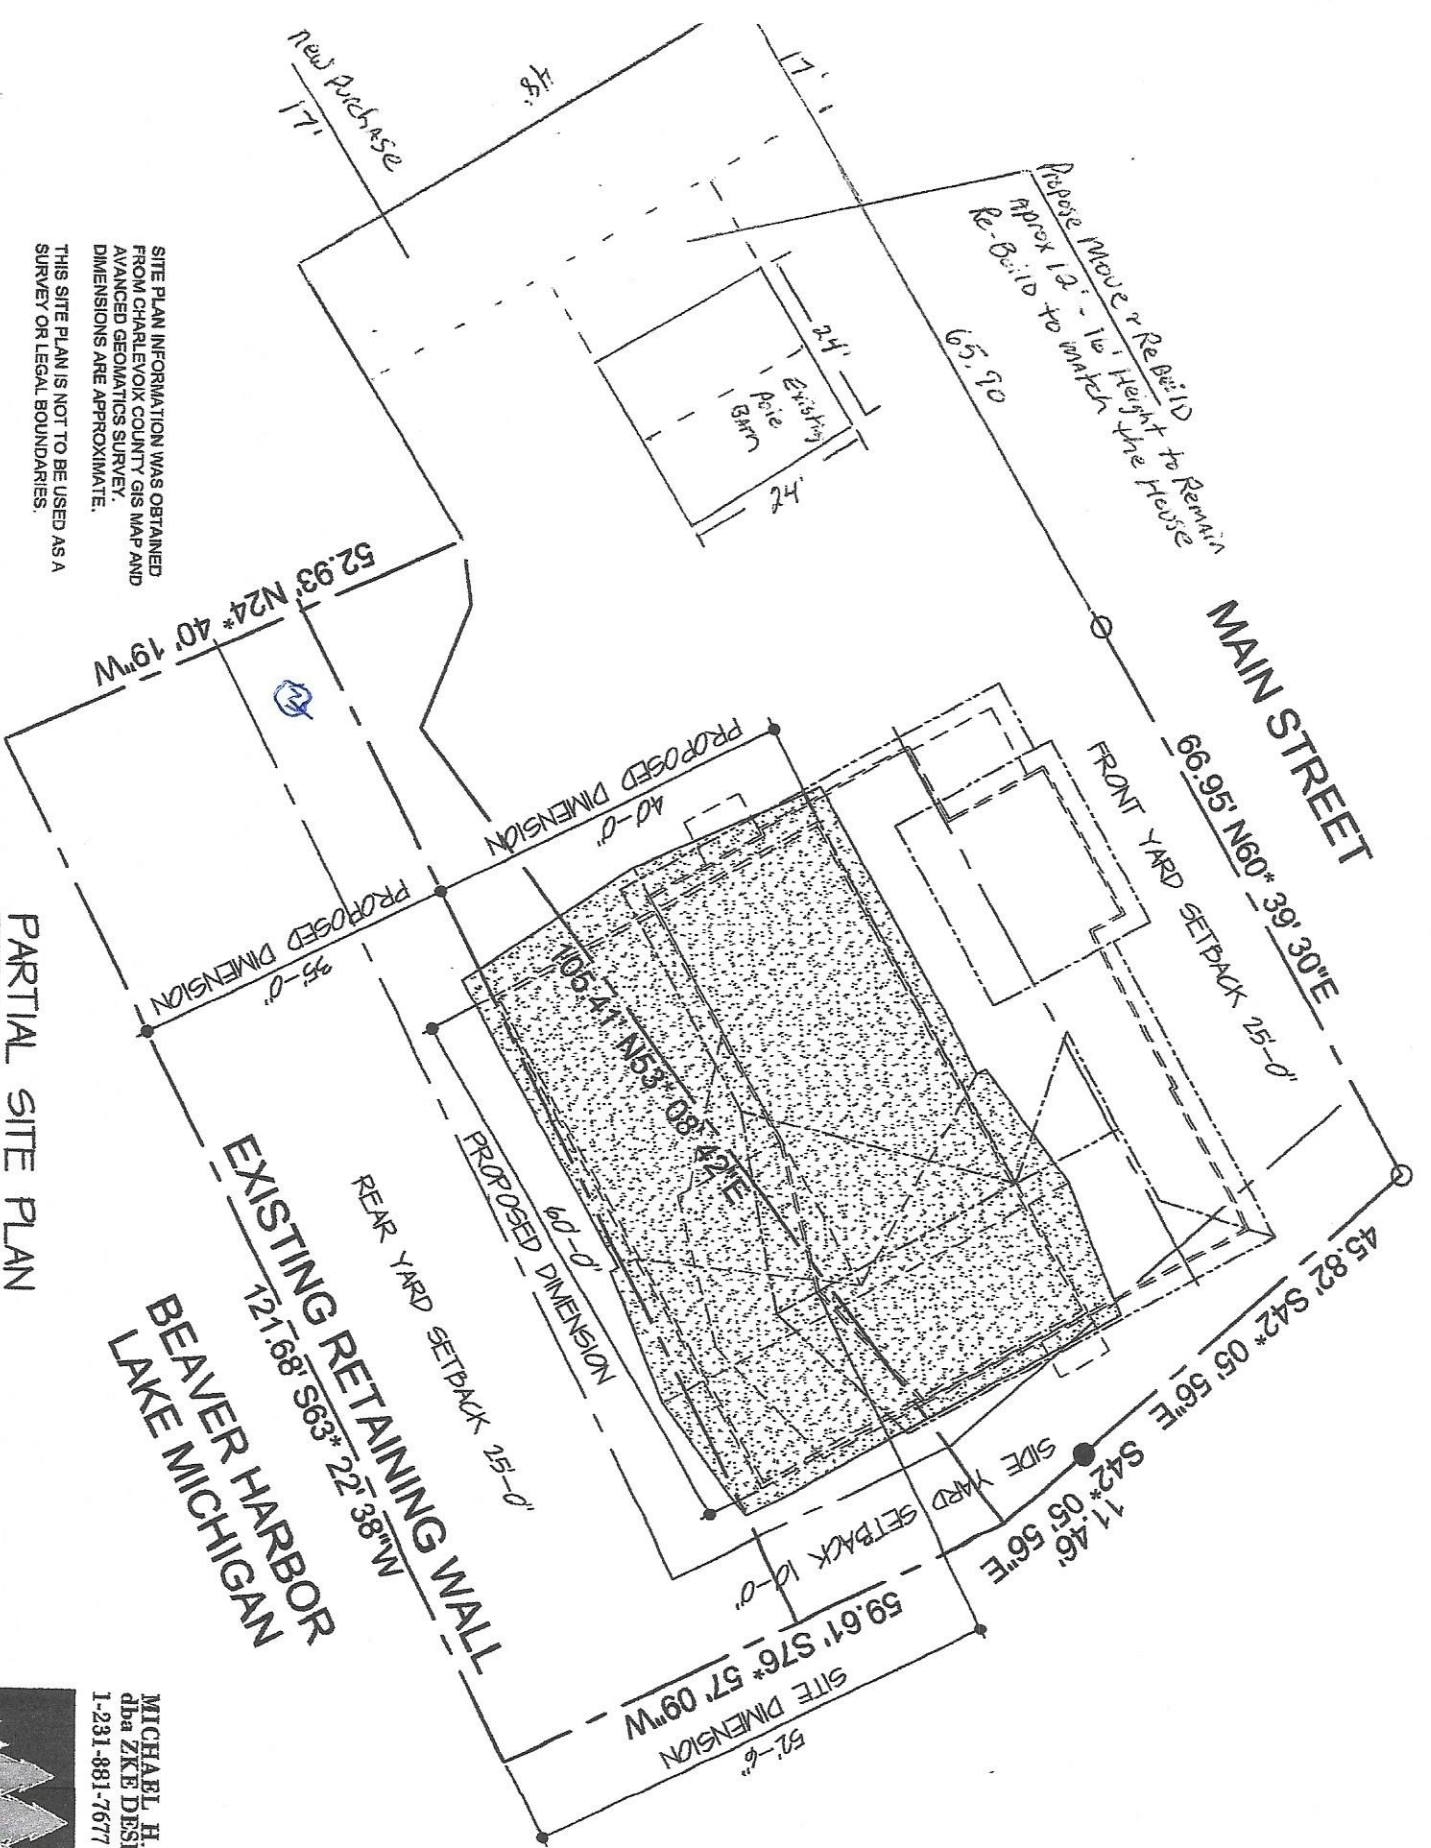 new purchase
17'
48'
17'
Propose Move & ReBuild
Aprox 12' - 16' Height to Remain
Re-Build to match the House
65.90
24'
Existing
Pole
Barn
24'
MAIN STREET
66.95' N60* 39' 30"E
FRONT YARD SETBACK 25'-0"
45.82' S42* 05' 56"E
11.46'
S42* 05' 56"E
SIDE YARD SETBACK 10'-0"
59.61' S76* 57' 09"W
SITE DIMENSION
52'-6"
52.93' N24* 40' 19"W
PROPOSED DIMENSION
40'-0"
PROPOSED DIMENSION
35'-0"
105.41' N53* 08' 42"E
60'-0"
PROPOSED DIMENSION
REAR YARD SETBACK 25'-0"
EXISTING RETAINING WALL
121.68' S63* 22' 38"W
BEAVER HARBOR
LAKE MICHIGAN
SITE PLAN INFORMATION WAS OBTAINED
FROM CHARLEVOIX COUNTY GIS MAP AND
AVANCED GEOMATICS SURVEY.
DIMENSIONS ARE APPROXIMATE.
THIS SITE PLAN IS NOT TO BE USED AS A
SURVEY OR LEGAL BOUNDARIES.
PARTIAL SITE PLAN
MICHAEL H.
dba ZKE DESI
1-231-881-7677